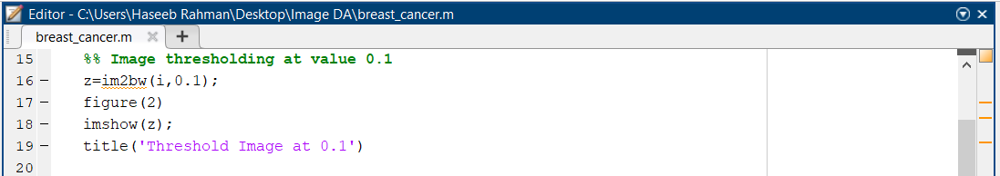 Editor - C:\Users\Haseeb Rahman\Desktop\Image DA\breast_cancer.m
breast_cancer.m
15 %% Image thresholding at value 0.1
16 - z=im2bw(i,0.1);
17 - figure(2)
18 - imshow(z);
19 - title('Threshold Image at 0.1')
20